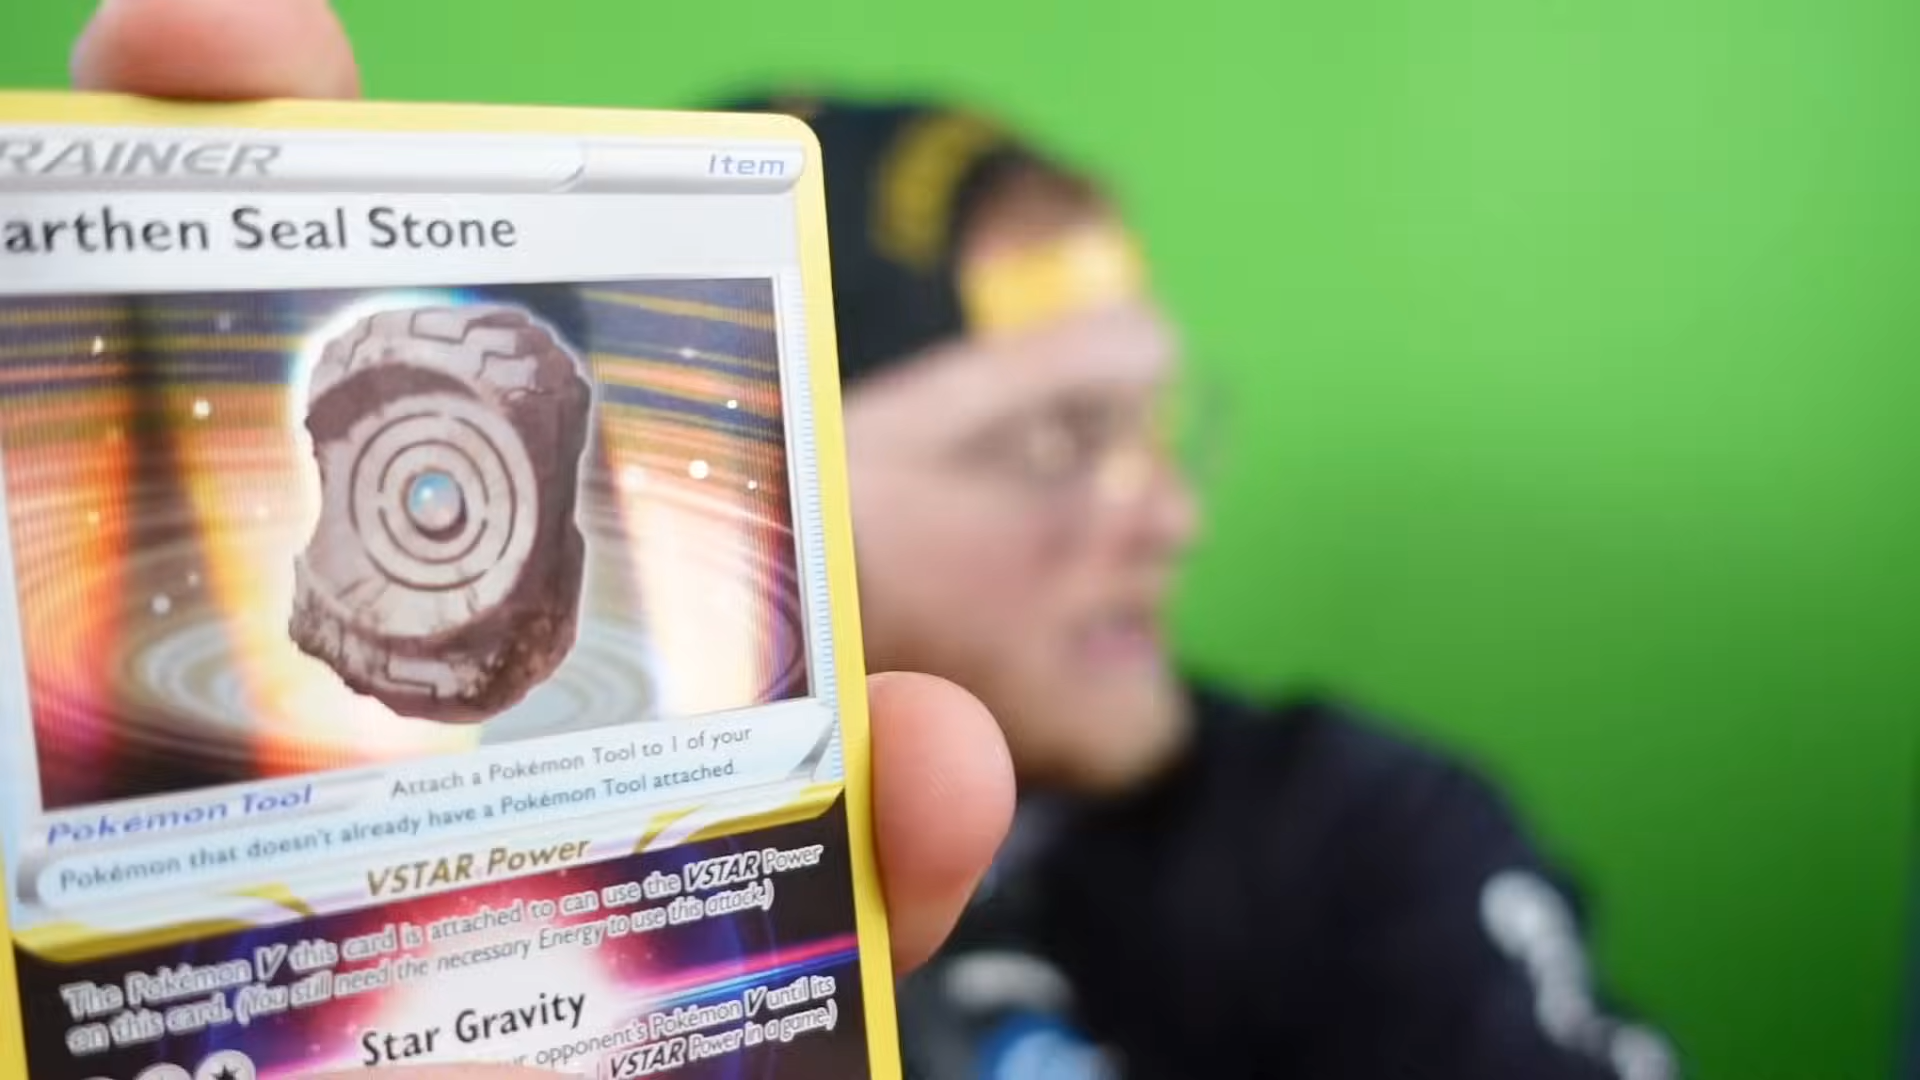 RAINER
Item
arthen Seal Stone
Pokémon Tool
Attach a Pokémon Tool to 1 of your
Pokémon that doesn't already have a Pokémon Tool attached.
VSTAR Power
The Pokémon V this card is attached to can use the VSTAR Power
on this card. (You still need the necessary Energy to use this attack.)
Star Gravity
opponent's Pokémon V until its
VSTAR Power in a game.)